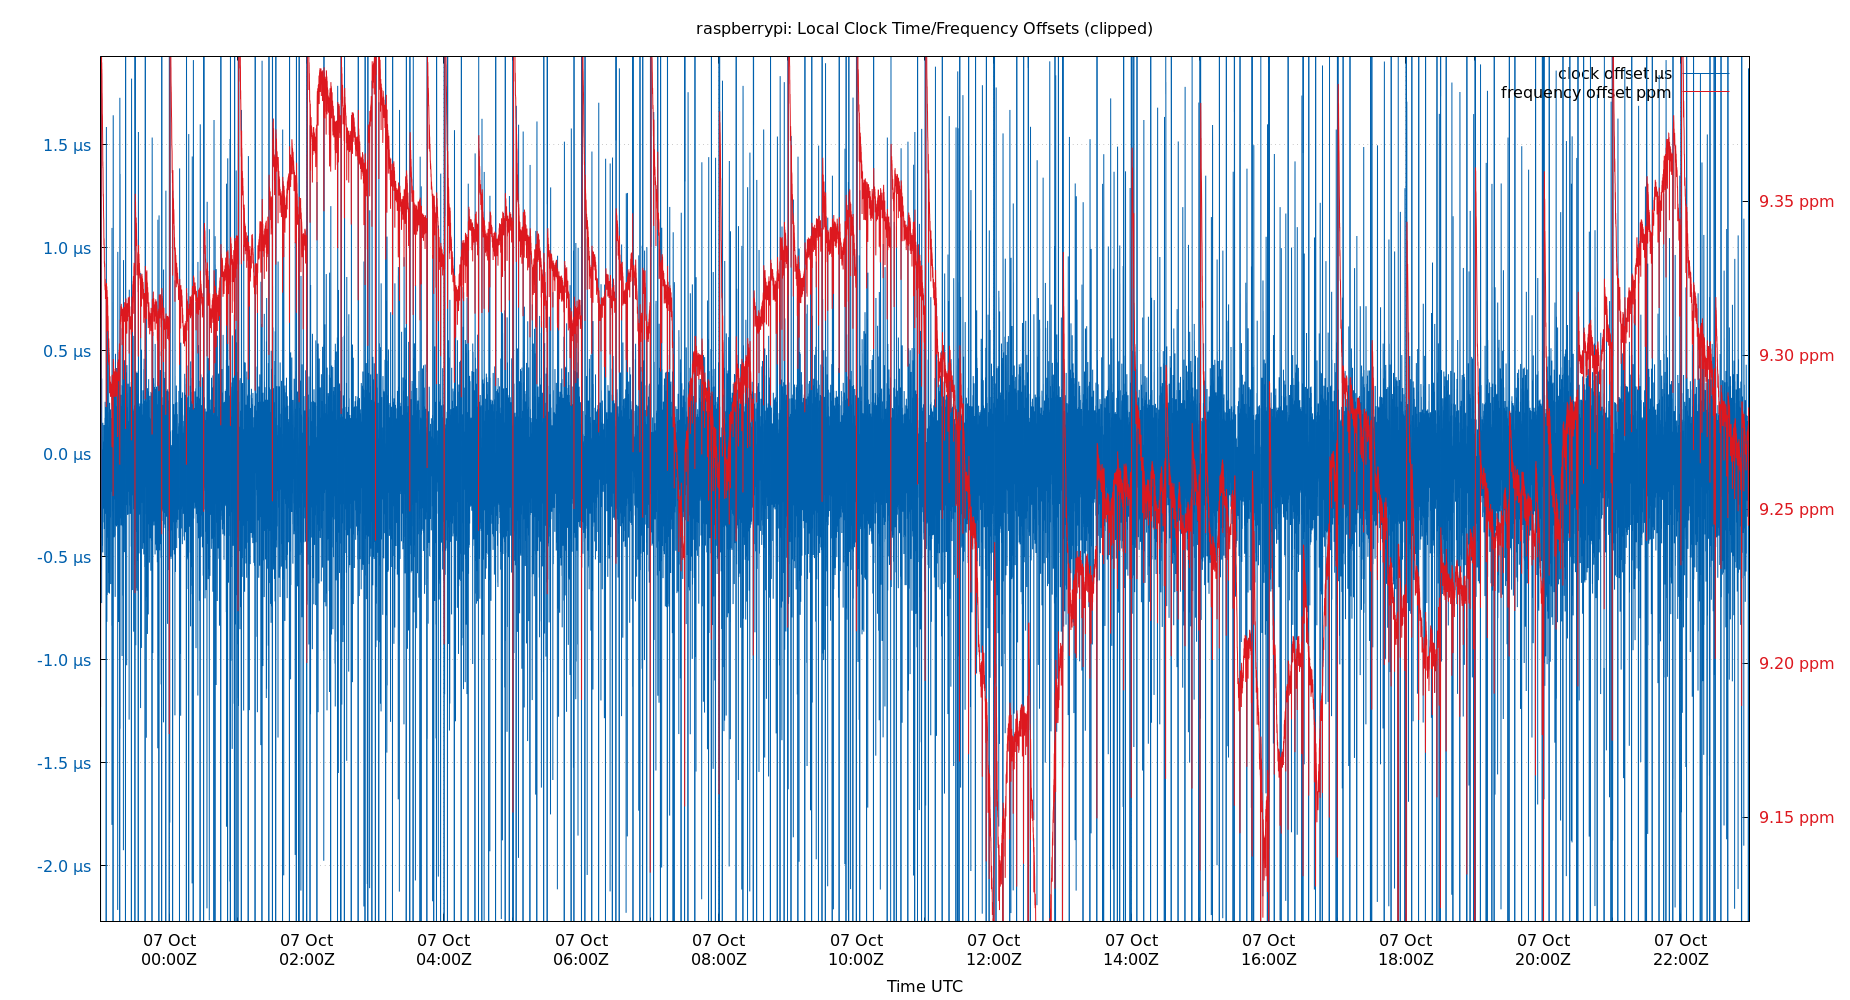 raspberrypi: Local Clock Time/Frequency Offsets (clipped)
clock offset µs
frequency offset ppm
1.5 µs
1.0 µs
0.5 µs
0.0 µs
-0.5 µs
-1.0 µs
-1.5 µs
-2.0 µs
9.35 ppm
9.30 ppm
9.25 ppm
9.20 ppm
9.15 ppm
07 Oct 07 Oct 07 Oct 07 Oct 07 Oct 07 Oct 07 Oct 07 Oct 07 Oct 07 Oct 07 Oct 07 Oct
00:00Z 02:00Z 04:00Z 06:00Z 08:00Z 10:00Z 12:00Z 14:00Z 16:00Z 18:00Z 20:00Z 22:00Z
Time UTC